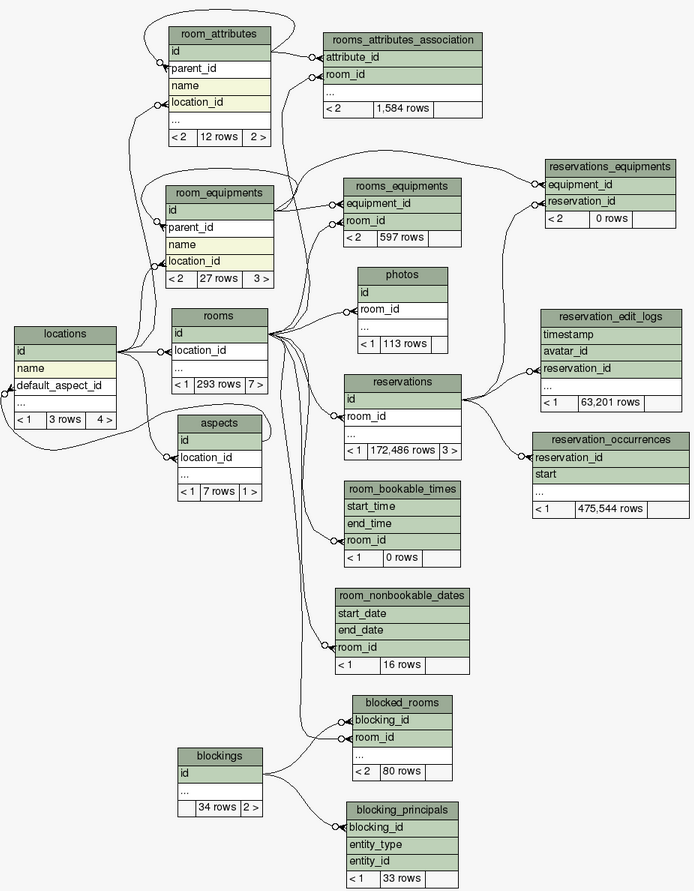 room_attributes
id
parent_id
name
location_id
...
< 2 12 rows 2 >
rooms_attributes_association
attribute_id
room_id
...
< 2 1,584 rows
room_equipments
id
parent_id
name
location_id
< 2 27 rows 3 >
rooms_equipments
equipment_id
room_id
< 2 597 rows
reservations_equipments
equipment_id
reservation_id
< 2 0 rows
photos
id
room_id
...
< 1 113 rows
locations
id
name
default_aspect_id
...
< 1 3 rows 4 >
rooms
id
location_id
...
< 1 293 rows 7 >
reservation_edit_logs
timestamp
avatar_id
reservation_id
...
< 1 63,201 rows
reservations
id
room_id
...
< 1 172,486 rows 3 >
aspects
id
location_id
...
< 1 7 rows 1 >
reservation_occurrences
reservation_id
start
...
< 1 475,544 rows
room_bookable_times
start_time
end_time
room_id
< 1 0 rows
room_nonbookable_dates
start_date
end_date
room_id
< 1 16 rows
blocked_rooms
blocking_id
room_id
...
< 2 80 rows
blockings
id
...
34 rows 2 >
blocking_principals
blocking_id
entity_type
entity_id
< 1 33 rows